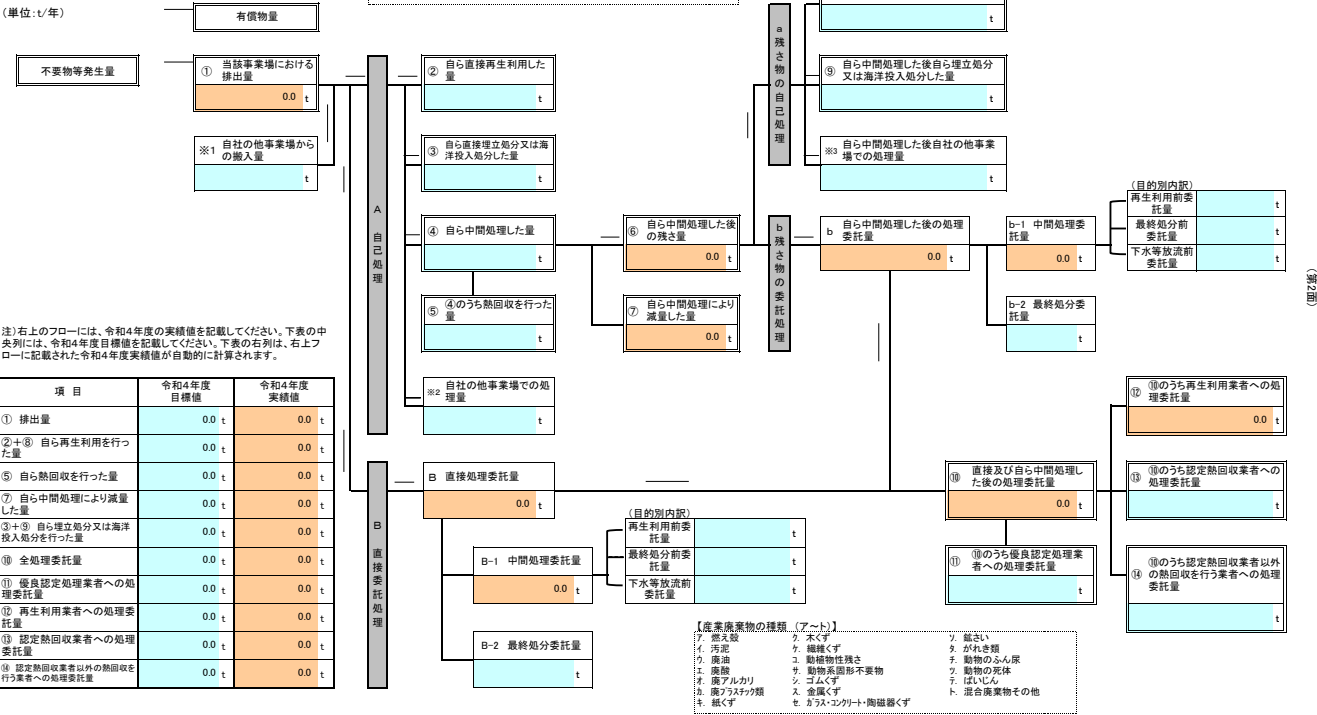 (単位:t/年)
有償物量
t
不要物等発生量
① 当該事業場における
排出量
0.0 t
※1 自社の他事業場から
の搬入量
t
A 自己処理
② 自ら直接再生利用した
量
t
③ 自ら直接埋立処分又は海
洋投入処分した量
t
④ 自ら中間処理した量
t
⑤ ④のうち熱回収を行った
量
t
※2 自社の他事業場での処
理量
t
⑥ 自ら中間処理した後
の残さ量
0.0 t
⑦ 自ら中間処理により
減量した量
0.0 t
a 残さ物の自己処理
⑨ 自ら中間処理した後自ら埋立処分
又は海洋投入処分した量
t
※3 自ら中間処理した後自社の他事業
場での処理量
t
b 残さ物の委託処理
b 自ら中間処理した後の処理
委託量
0.0 t
b-1 中間処理委
託量
0.0 t
b-2 最終処分委
託量
t
(目的別内訳)
再生利用前委
託量
t
最終処分前
委託量
t
下水等放流前
委託量
t
(第2面)
注)右上のフローには、令和4年度の実績値を記載してください。下表の中
央列には、令和4年度目標値を記載してください。下表の右列は、右上フ
ローに記載された令和4年度実績値が自動的に計算されます。
項 目 令和4年度
目標値 令和4年度
実績値
① 排出量 0.0 t 0.0 t
②+⑧ 自ら再生利用を行っ
た量 0.0 t 0.0 t
⑤ 自ら熱回収を行った量 0.0 t 0.0 t
⑦ 自ら中間処理により減量
した量 0.0 t 0.0 t
③+⑨ 自ら埋立処分又は海洋
投入処分を行った量 0.0 t 0.0 t
⑩ 全処理委託量 0.0 t 0.0 t
⑪ 優良認定処理業者への処
理委託量 0.0 t 0.0 t
⑫ 再生利用業者への処理委
託量 0.0 t 0.0 t
⑬ 認定熱回収業者への処理
委託量 0.0 t 0.0 t
⑭ 認定熱回収業者以外の熱回収を
行う業者への処理委託量 0.0 t 0.0 t
B 直接委託処理
B 直接処理委託量
0.0 t
B-1 中間処理委託量
0.0 t
B-2 最終処分委託量
t
(目的別内訳)
再生利用前委
託量
t
最終処分前委
託量
t
下水等放流前
委託量
t
⑩ 直接及び自ら中間処理し
た後の処理委託量
0.0 t
⑪ ⑩のうち優良認定処理業
者への処理委託量
t
⑫ ⑩のうち再生利用業者への処
理委託量
0.0 t
⑬ ⑩のうち認定熱回収業者への
処理委託量
t
⑭ ⑩のうち認定熱回収業者以外
の熱回収を行う業者への処理
委託量
t
【産業廃棄物の種類 (ア~ト)】
ア. 燃え殻 ク. 木くず ソ. 鉱さい
イ. 汚泥 ケ. 繊維くず タ. がれき類
ウ. 廃油 コ. 動植物性残さ チ. 動物のふん尿
エ. 廃酸 サ. 動物系固形不要物 ツ. 動物の死体
オ. 廃アルカリ シ. ゴムくず テ. ばいじん
カ. 廃プラスチック類 ス. 金属くず ト. 混合廃棄物その他
キ. 紙くず セ. ガラス・コンクリート・陶磁器くず